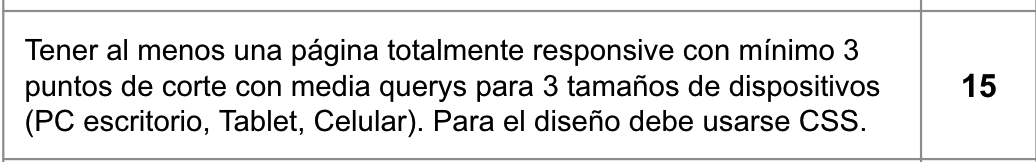 Tener al menos una página totalmente responsive con mínimo 3
puntos de corte con media querys para 3 tamaños de dispositivos
(PC escritorio, Tablet, Celular). Para el diseño debe usarse CSS.
15